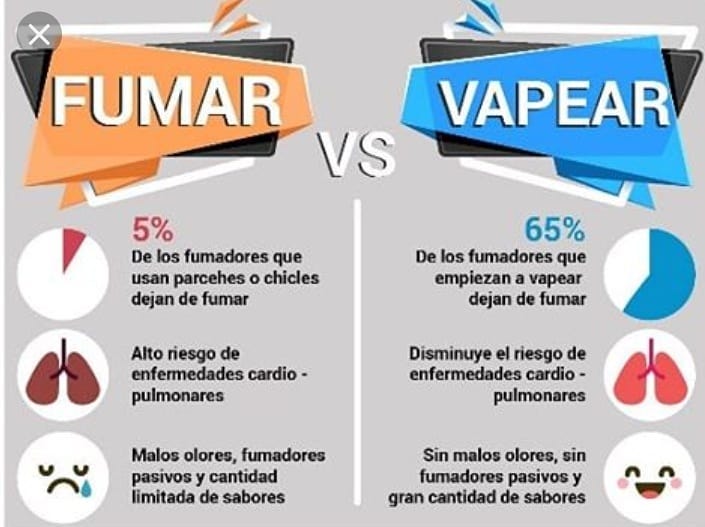 FUMAR
VS
VAPEAR
5%
De los fumadores que
usan parcehes o chicles
dejan de fumar
65%
De los fumadores que
empiezan a vapear
dejan de fumar
Alto riesgo de
enfermedades cardio -
pulmonares
Disminuye el riesgo de
enfermedades cardio -
pulmonares
Malos olores, fumadores
pasivos y cantidad
limitada de sabores
Sin malos olores, sin
fumadores pasivos y
gran cantidad de sabores